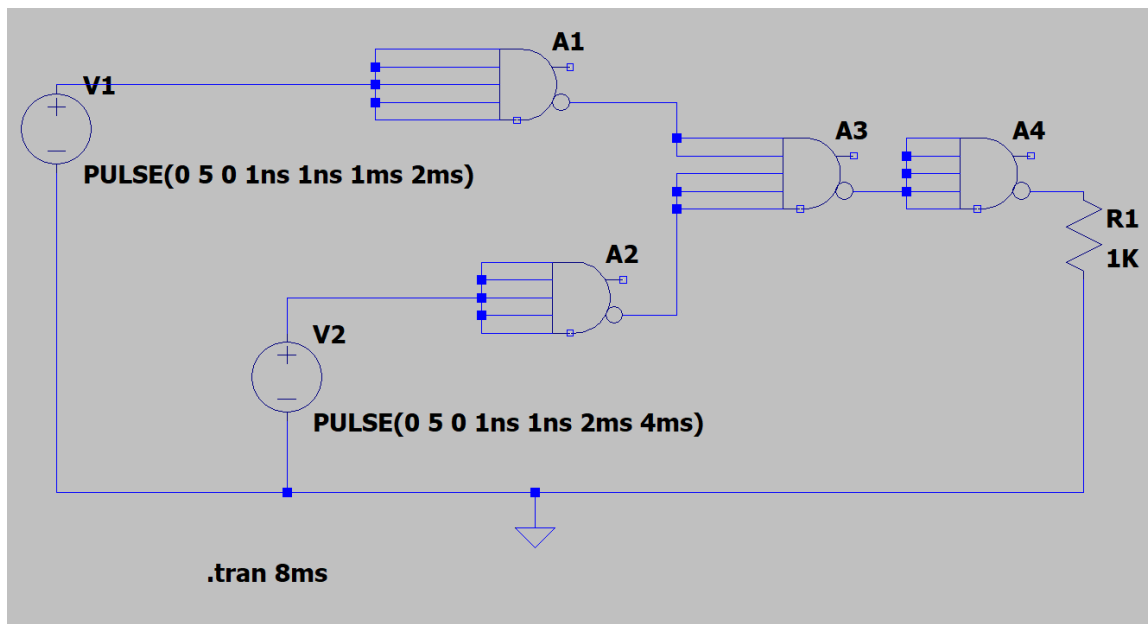 A1
V1
A3
A4
PULSE(0 5 0 1ns 1ns 1ms 2ms)
R1
A2
1K
V2
PULSE(0 5 0 1ns 1ns 2ms 4ms)
.tran 8ms